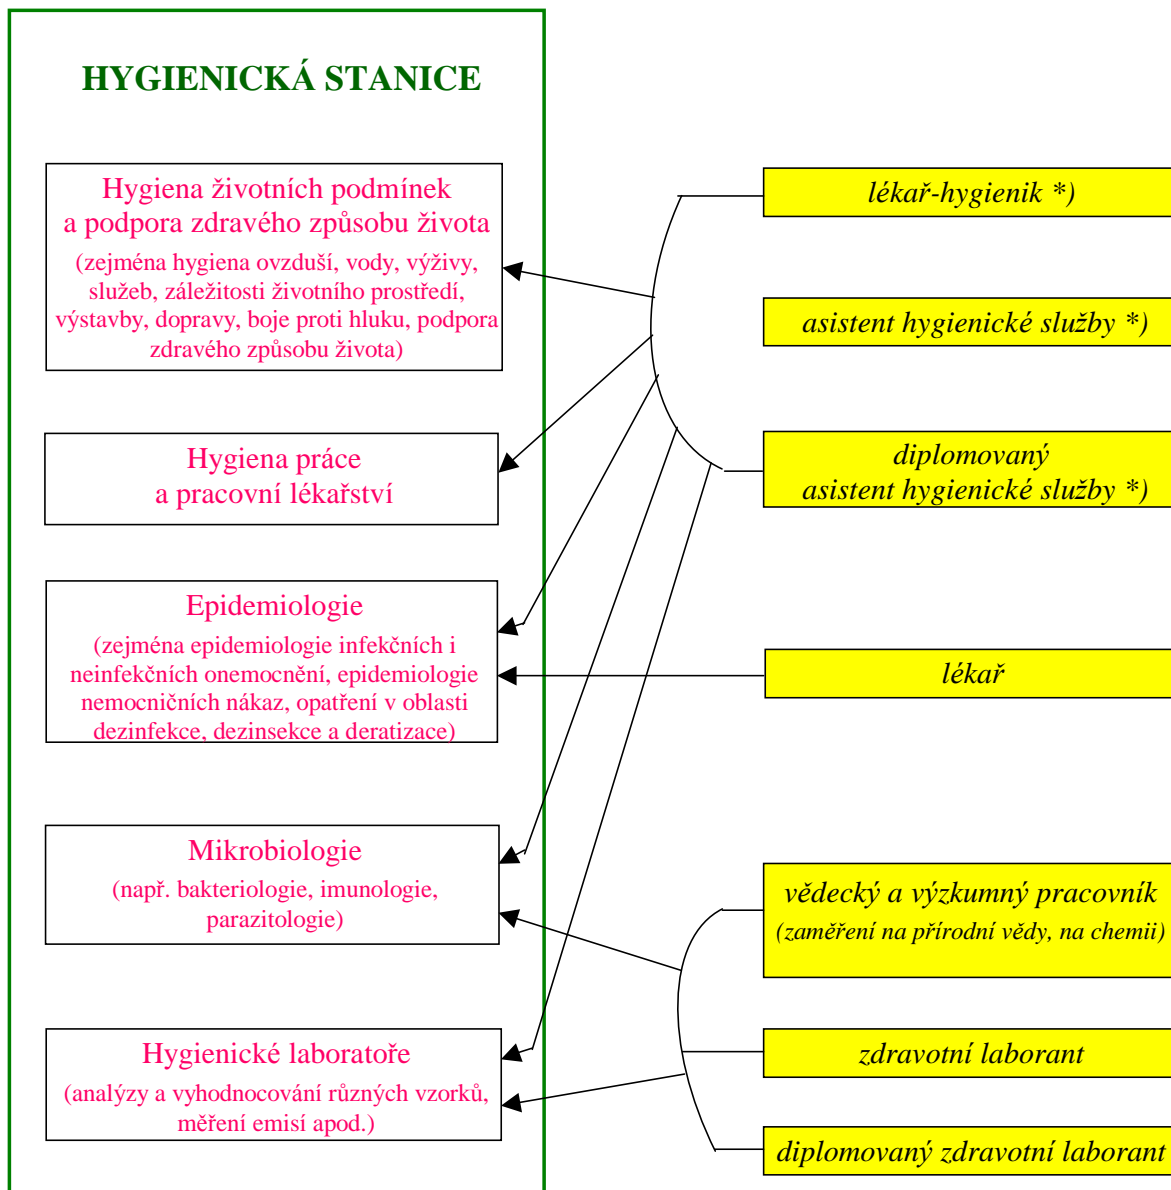 HYGIENICKÁ STANICE
Hygiena životních podmínek
a podpora zdravého způsobu života
(zejména hygiena ovzduší, vody, výživy,
služeb, záležitosti životního prostředí,
výstavby, dopravy, boje proti hluku, podpora
zdravého způsobu života)
Hygiena práce
a pracovní lékařství
Epidemiologie
(zejména epidemiologie infekčních i
neinfekčních onemocnění, epidemiologie
nemocničních nákaz, opatření v oblasti
dezinfekce, dezinsekce a deratizace)
Mikrobiologie
(např. bakteriologie, imunologie,
parazitologie)
Hygienické laboratoře
(analýzy a vyhodnocování různých vzorků,
měření emisí apod.)
lékař-hygienik *)
asistent hygienické služby *)
diplomovaný
asistent hygienické služby *)
lékař
vědecký a výzkumný pracovník
(zaměření na přírodní vědy, na chemii)
zdravotní laborant
diplomovaný zdravotní laborant